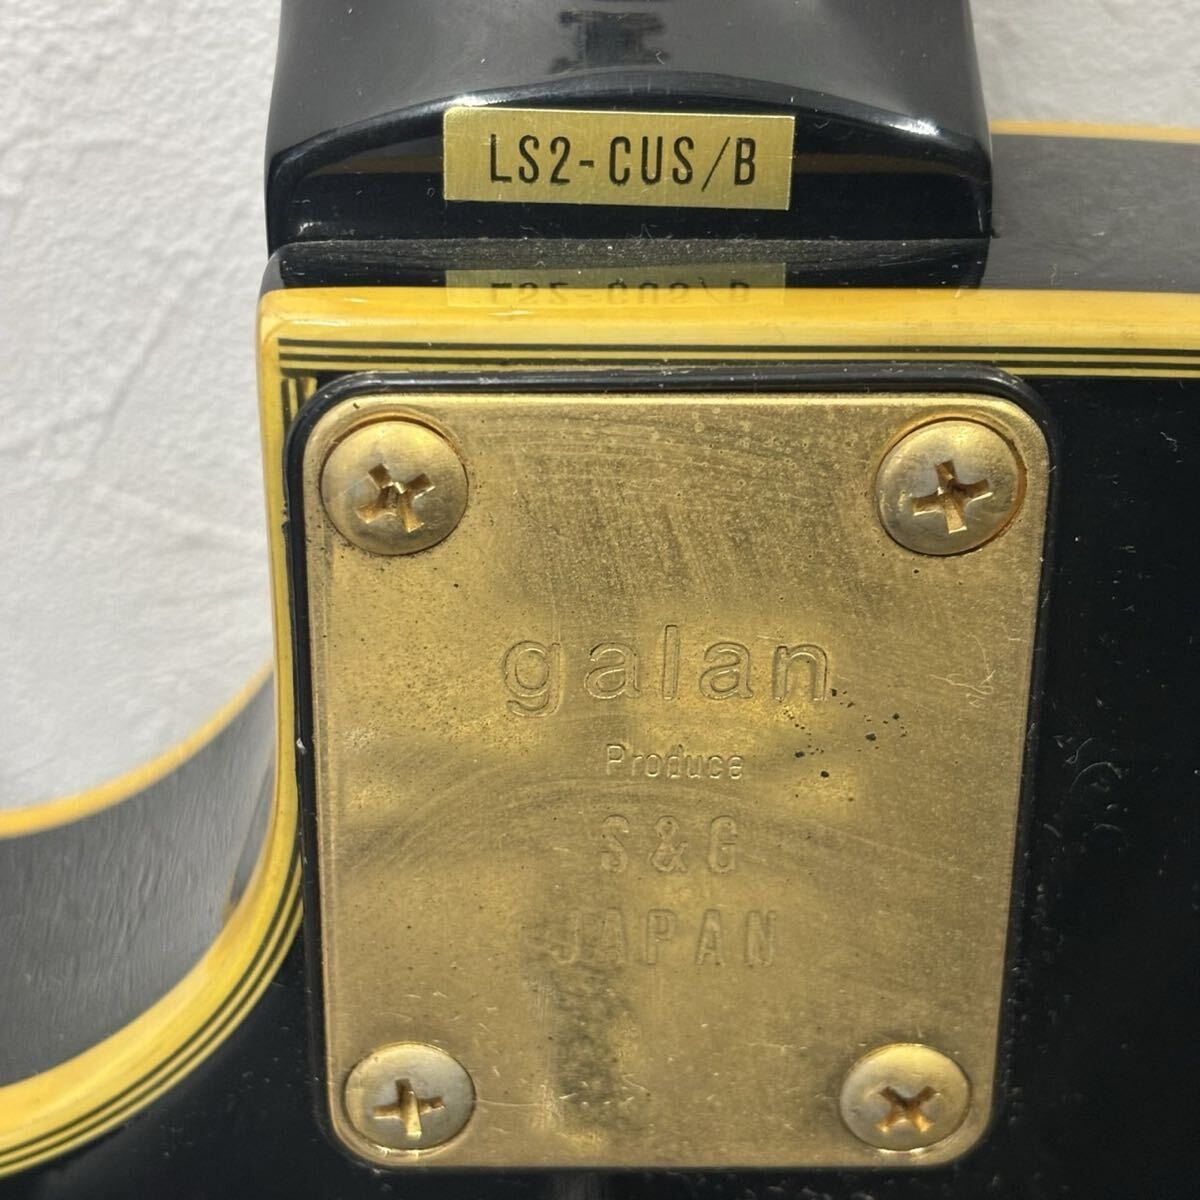 LS2-CUS/B
galan
Produce
S&G
JAPAN